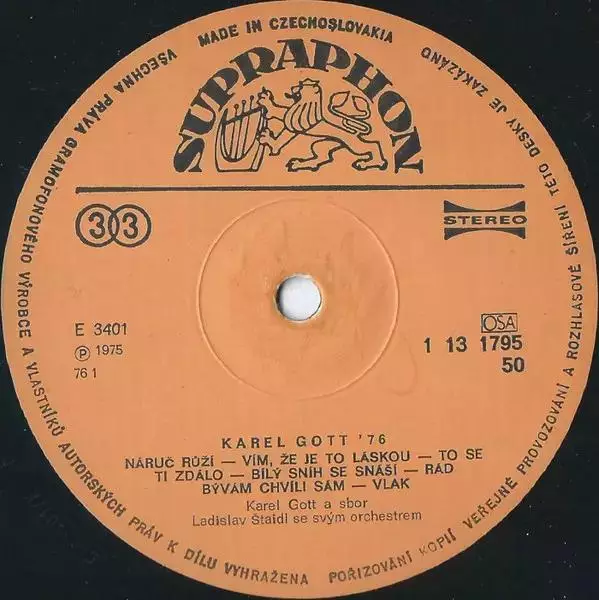 MADE IN CZECHOSLOVAKIA
SUPRAPHON
33
STEREO
E 3401
Ⓟ 1975
76 1
OSA
1 13 1795
50
KAREL GOTT '76
NÁRUČ RŮŽÍ — VÍM, ŽE JE TO LÁSKOU — TO SE
TI ZDÁLO — BÍLÝ SNÍH SE SNÁŠÍ — RÁD
BÝVÁM CHVÍLI SÁM — VLAK
Karel Gott a sbor
Ladislav Štaidl se svým orchestrem
VŠECHNA PRÁVA GRAMOFONOVÉHO VÝROBCE A VLASTNÍKŮ AUTORSKÝCH PRÁV K DÍLU VYHRAŽENA
POŘIZOVÁNÍ KOPIÍ VEŘEJNÉ PROVOZOVÁNÍ A ROZHLASOVÉ ŠÍŘENÍ TÉTO DESKY JE ZAKÁZÁNO